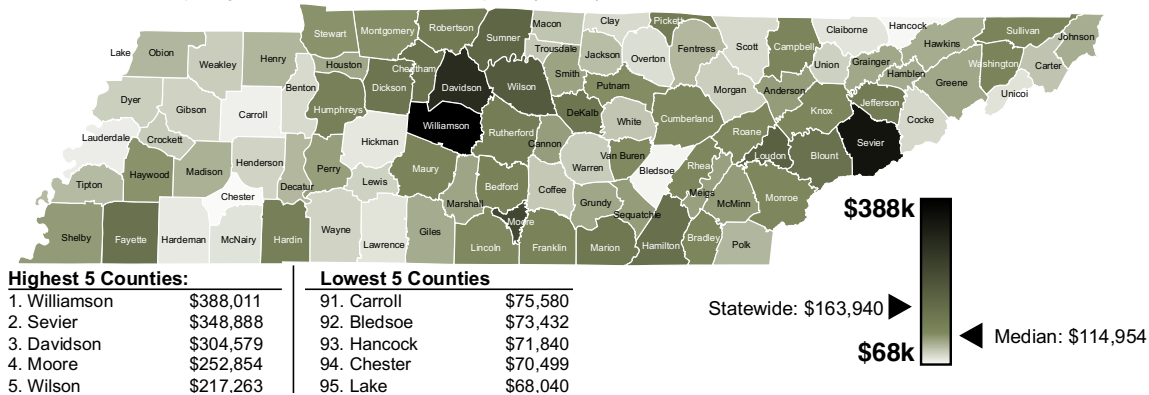 Stewart
Montgomery
Robertson
Sumner
Macon
Clay
Pickett
Scott
Campbell
Claiborne
Hancock
Hawkins
Sullivan
Johnson
Lake
Obion
Weakley
Henry
Houston
Cheatham
Trousdale
Jackson
Overton
Fentress
Union
Grainger
Hamblen
Washington
Carter
Benton
Dickson
Davidson
Wilson
Smith
Putnam
Morgan
Anderson
Greene
Unicoi
Dyer
Gibson
Carroll
Humphreys
DeKalb
White
Cumberland
Knox
Jefferson
Cocke
Lauderdale
Crockett
Hickman
Williamson
Rutherford
Cannon
Roane
Loudon
Blount
Sevier
Tipton
Haywood
Madison
Henderson
Decatur
Perry
Lewis
Maury
Warren
Van Buren
Bledsoe
Rhea
Chester
Marshall
Bedford
Coffee
Grundy
Sequatchie
Meigs
McMinn
Monroe
Shelby
Fayette
Hardeman
McNairy
Hardin
Wayne
Lawrence
Giles
Lincoln
Moore
Franklin
Marion
Hamilton
Bradley
Polk
$388k
Statewide: $163,940
Median: $114,954
$68k
Highest 5 Counties:
1. Williamson $388,011
2. Sevier $348,888
3. Davidson $304,579
4. Moore $252,854
5. Wilson $217,263
Lowest 5 Counties
91. Carroll $75,580
92. Bledsoe $73,432
93. Hancock $71,840
94. Chester $70,499
95. Lake $68,040